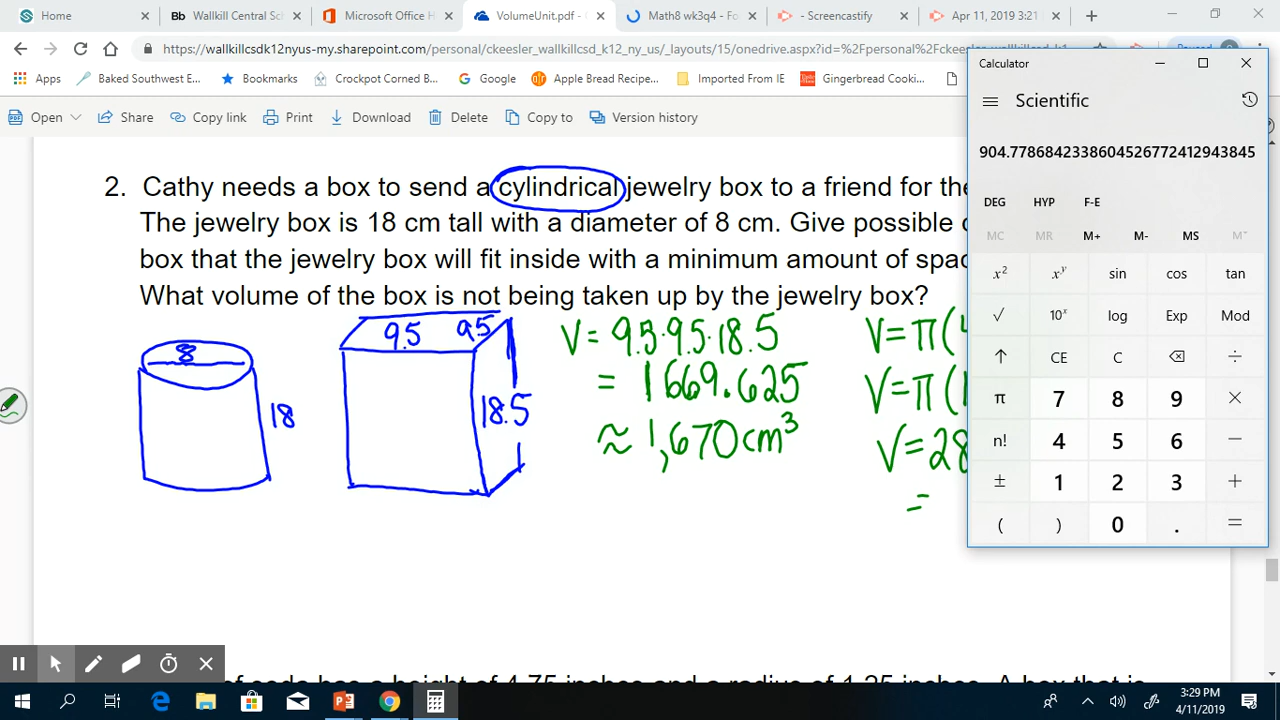 Home
Wallkill Central Sch
Microsoft Office H
VolumeUnit.pdf - C
Math8 wk3q4 - Fo
- Screencastify
Apr 11, 2019 3:21
https://wallkillcsdk12nyus-my.sharepoint.com/personal/ckeesler_wallkillcsd_k12_ny_us/_layouts/15/onedrive.aspx?id=%2Fpersonal%2Fckeesler_wallkillcsd_k1
Apps
Baked Southwest E...
Bookmarks
Crockpot Corned B...
Google
Apple Bread Recipe...
Imported From IE
Gingerbread Cooki...
Open
Share
Copy link
Print
Download
Delete
Copy to
Version history
2. Cathy needs a box to send a cylindrical jewelry box to a friend for the
The jewelry box is 18 cm tall with a diameter of 8 cm. Give possible
box that the jewelry box will fit inside with a minimum amount of spac
What volume of the box is not being taken up by the jewelry box?
8
18
9.5 9.5
18.5
V = 9.5·9.5·18.5
= 1669.625
≈ 1,670cm³
V=π(
V=π(1
V=28
=
Calculator
Scientific
904.7786842338604526772412943845
DEG HYP F-E
MC MR M+ M- MS M˅
x² xʸ sin cos tan
√ 10ˣ log Exp Mod
↑ CE C ⌫ ÷
π 7 8 9 ×
n! 4 5 6 −
± 1 2 3 +
( ) 0 . =
3:29 PM
4/11/2019